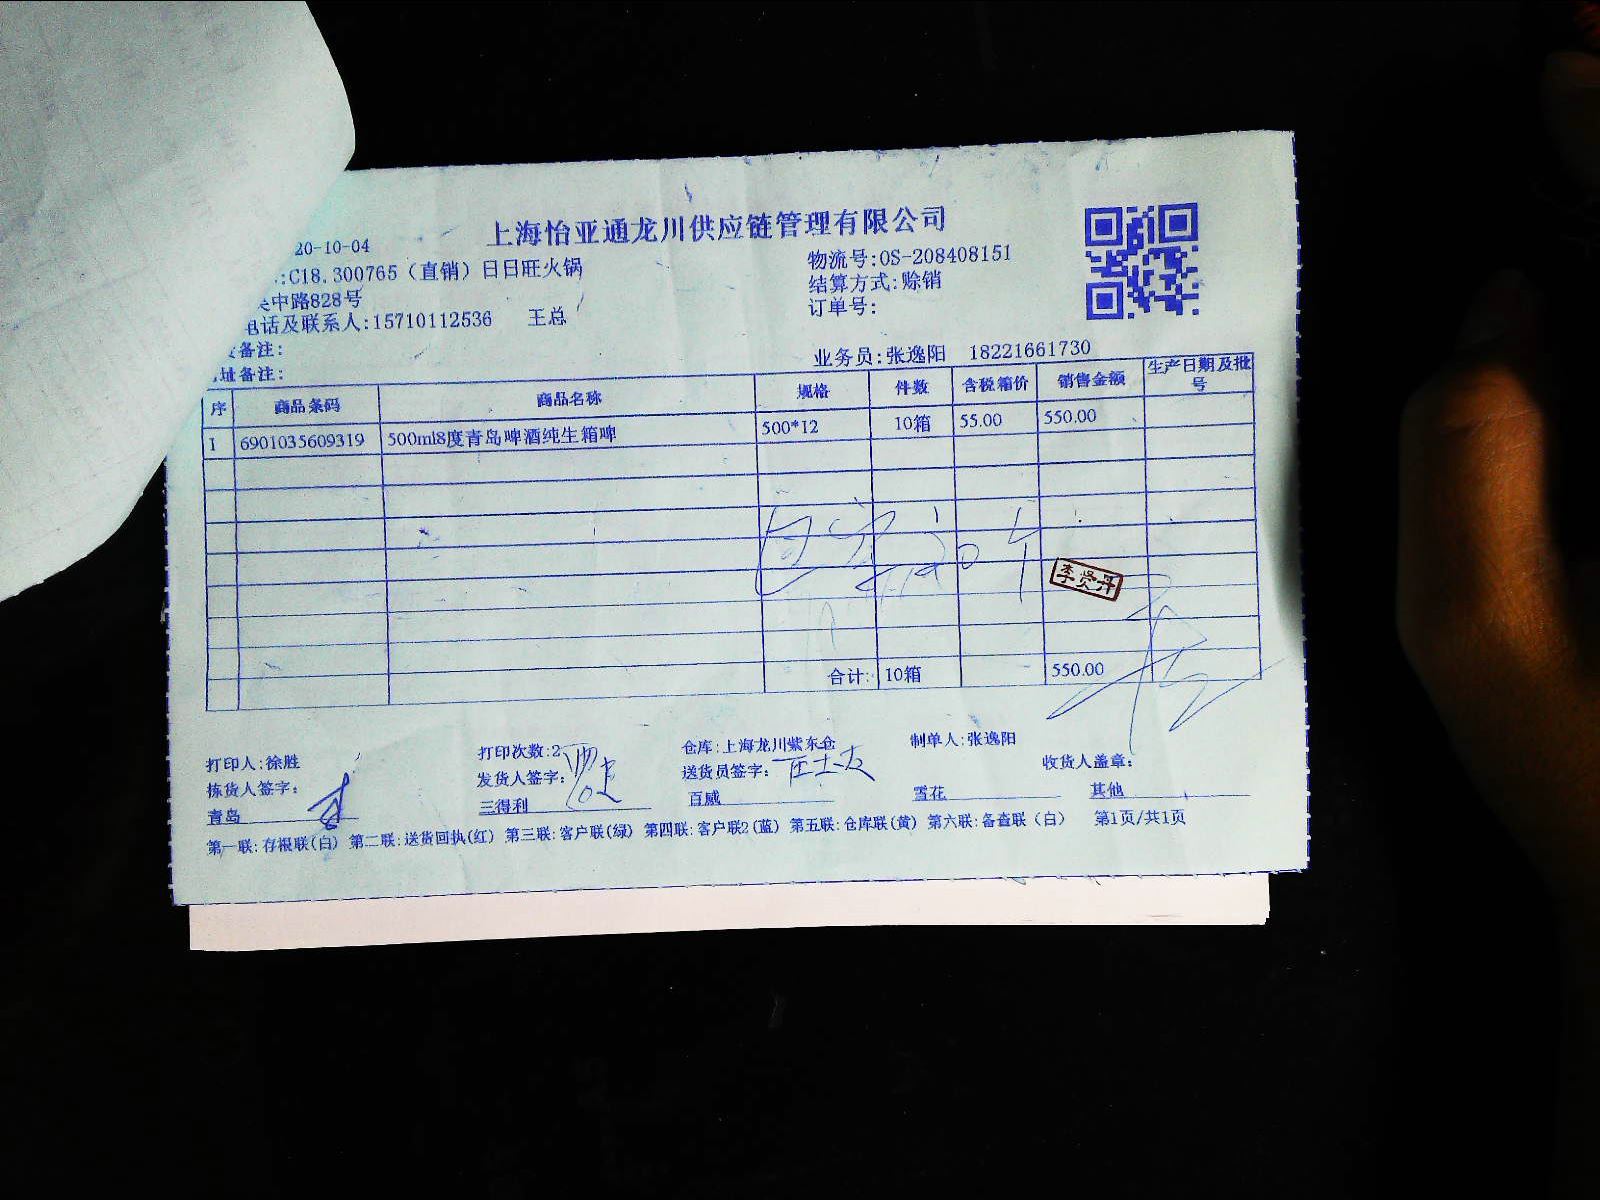 上海怡亚通龙川供应链管理有限公司
20-10-04
:C18.300765（直销）日日旺火锅
物流号:OS-208408151
中路828号
结算方式:赊销
电话及联系人:15710112536 王总
订单号:
备注:
业务员:张逸阳 18221661730
址备注:
序 商品条码 商品名称 规格 件数 含税箱价 销售金额 生产日期及批号
1 6901035609319 500ml8度青岛啤酒纯生箱啤 500*12 10箱 55.00 550.00
合计: 10箱 550.00
打印人:徐胜 打印次数:2 仓库:上海龙川紫东仓 制单人:张逸阳
拣货人签字: 发货人签字: 送货员签字: 收货人盖章:
青岛 三得利 百威 雪花 其他
第一联:存根联(白) 第二联:送货回执(红) 第三联:客户联(绿) 第四联:客户联2(蓝) 第五联:仓库联(黄) 第六联:备查联(白) 第1页/共1页